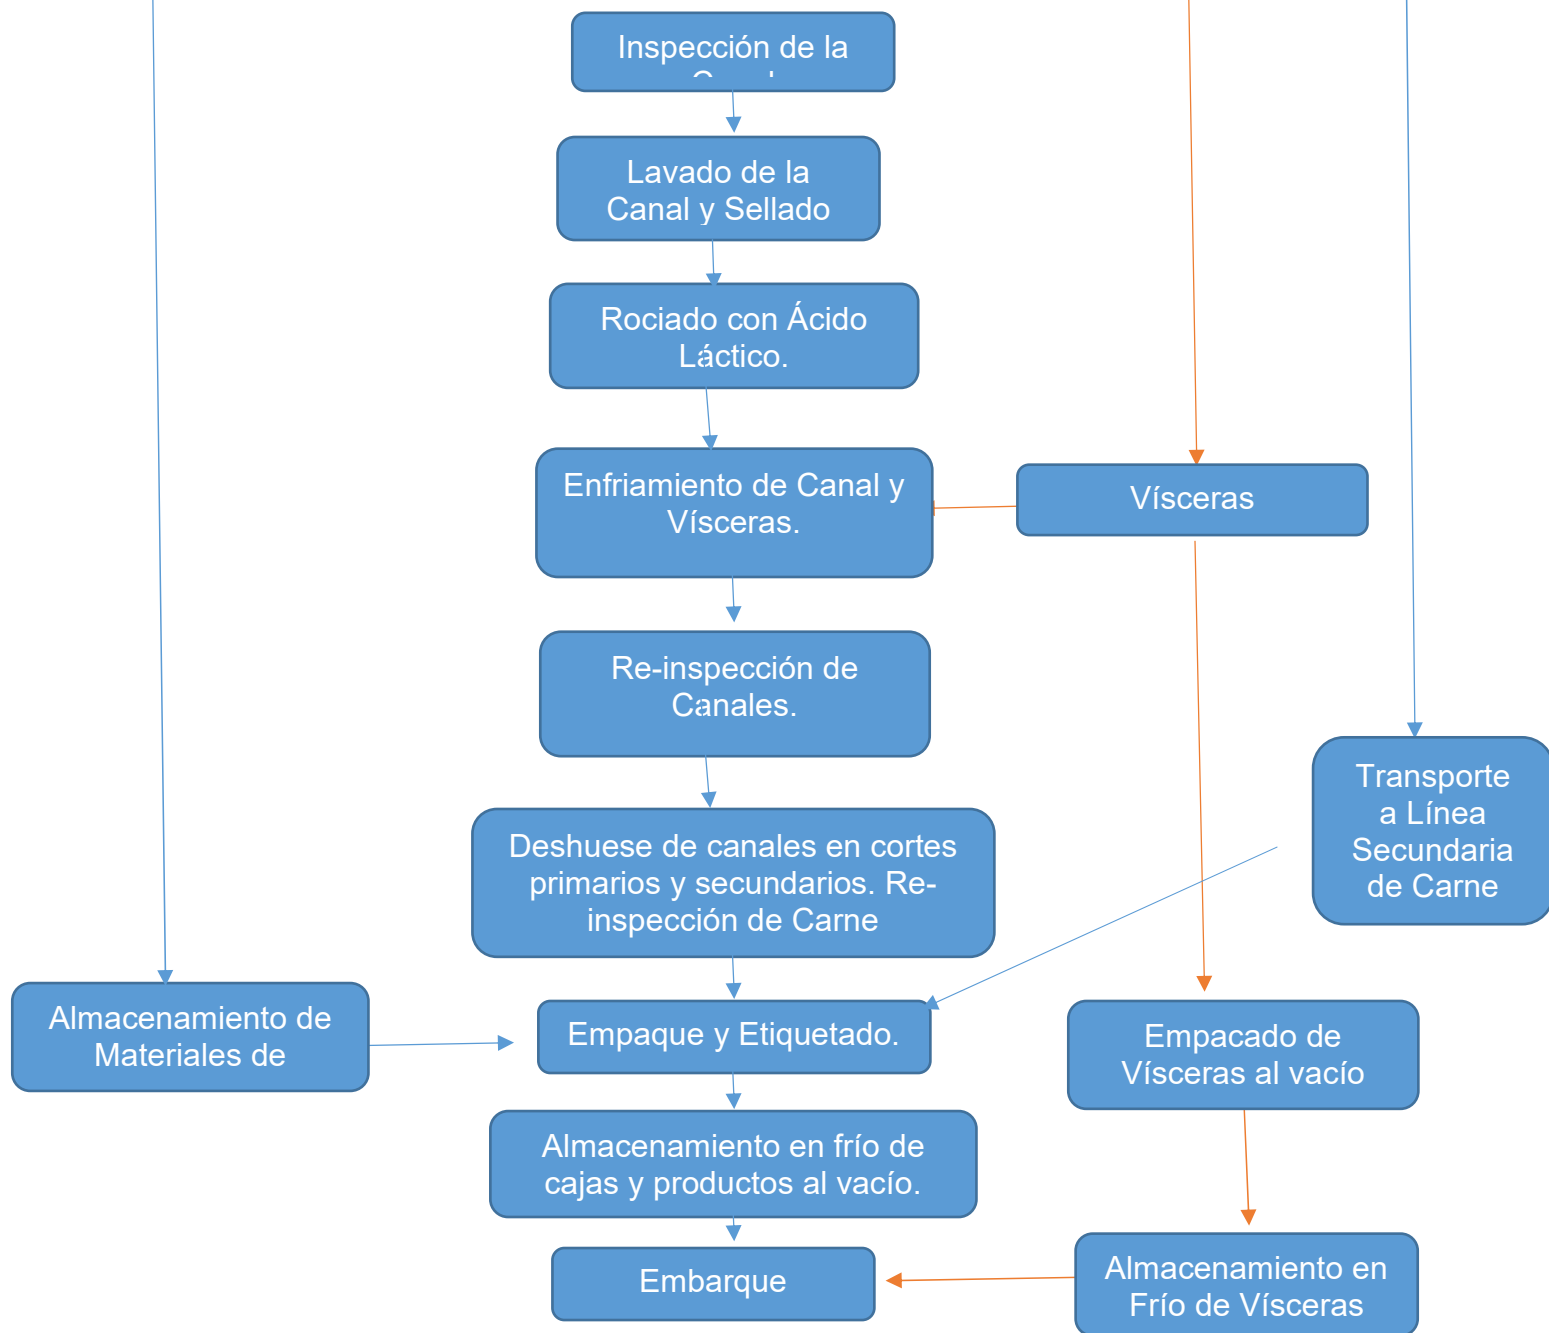 Inspección de la
Lavado de la
Canal y Sellado
Rociado con Ácido
Láctico.
Enfriamiento de Canal y
Vísceras.
Vísceras
Re-inspección de
Canales.
Transporte
a Línea
Secundaria
de Carne
Deshuese de canales en cortes
primarios y secundarios. Re-
inspección de Carne
Almacenamiento de
Materiales de
Empaque y Etiquetado.
Empacado de
Vísceras al vacío
Almacenamiento en frío de
cajas y productos al vacío.
Embarque
Almacenamiento en
Frío de Vísceras